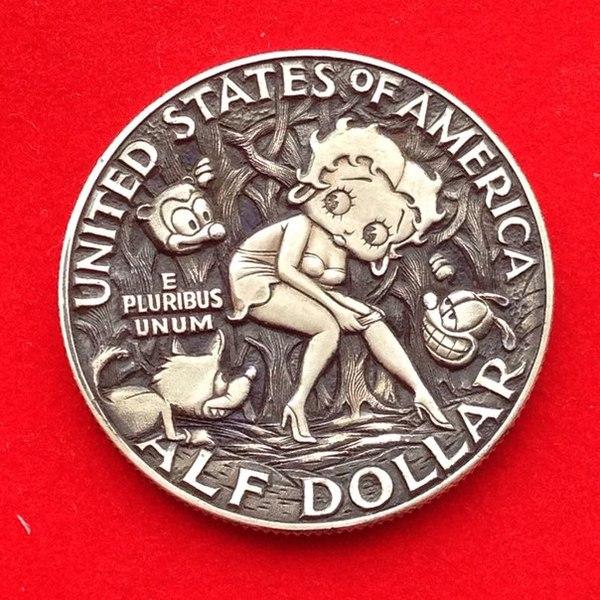 UNITED STATES OF AMERICA
E
PLURIBUS
UNUM
ALF DOLLAR